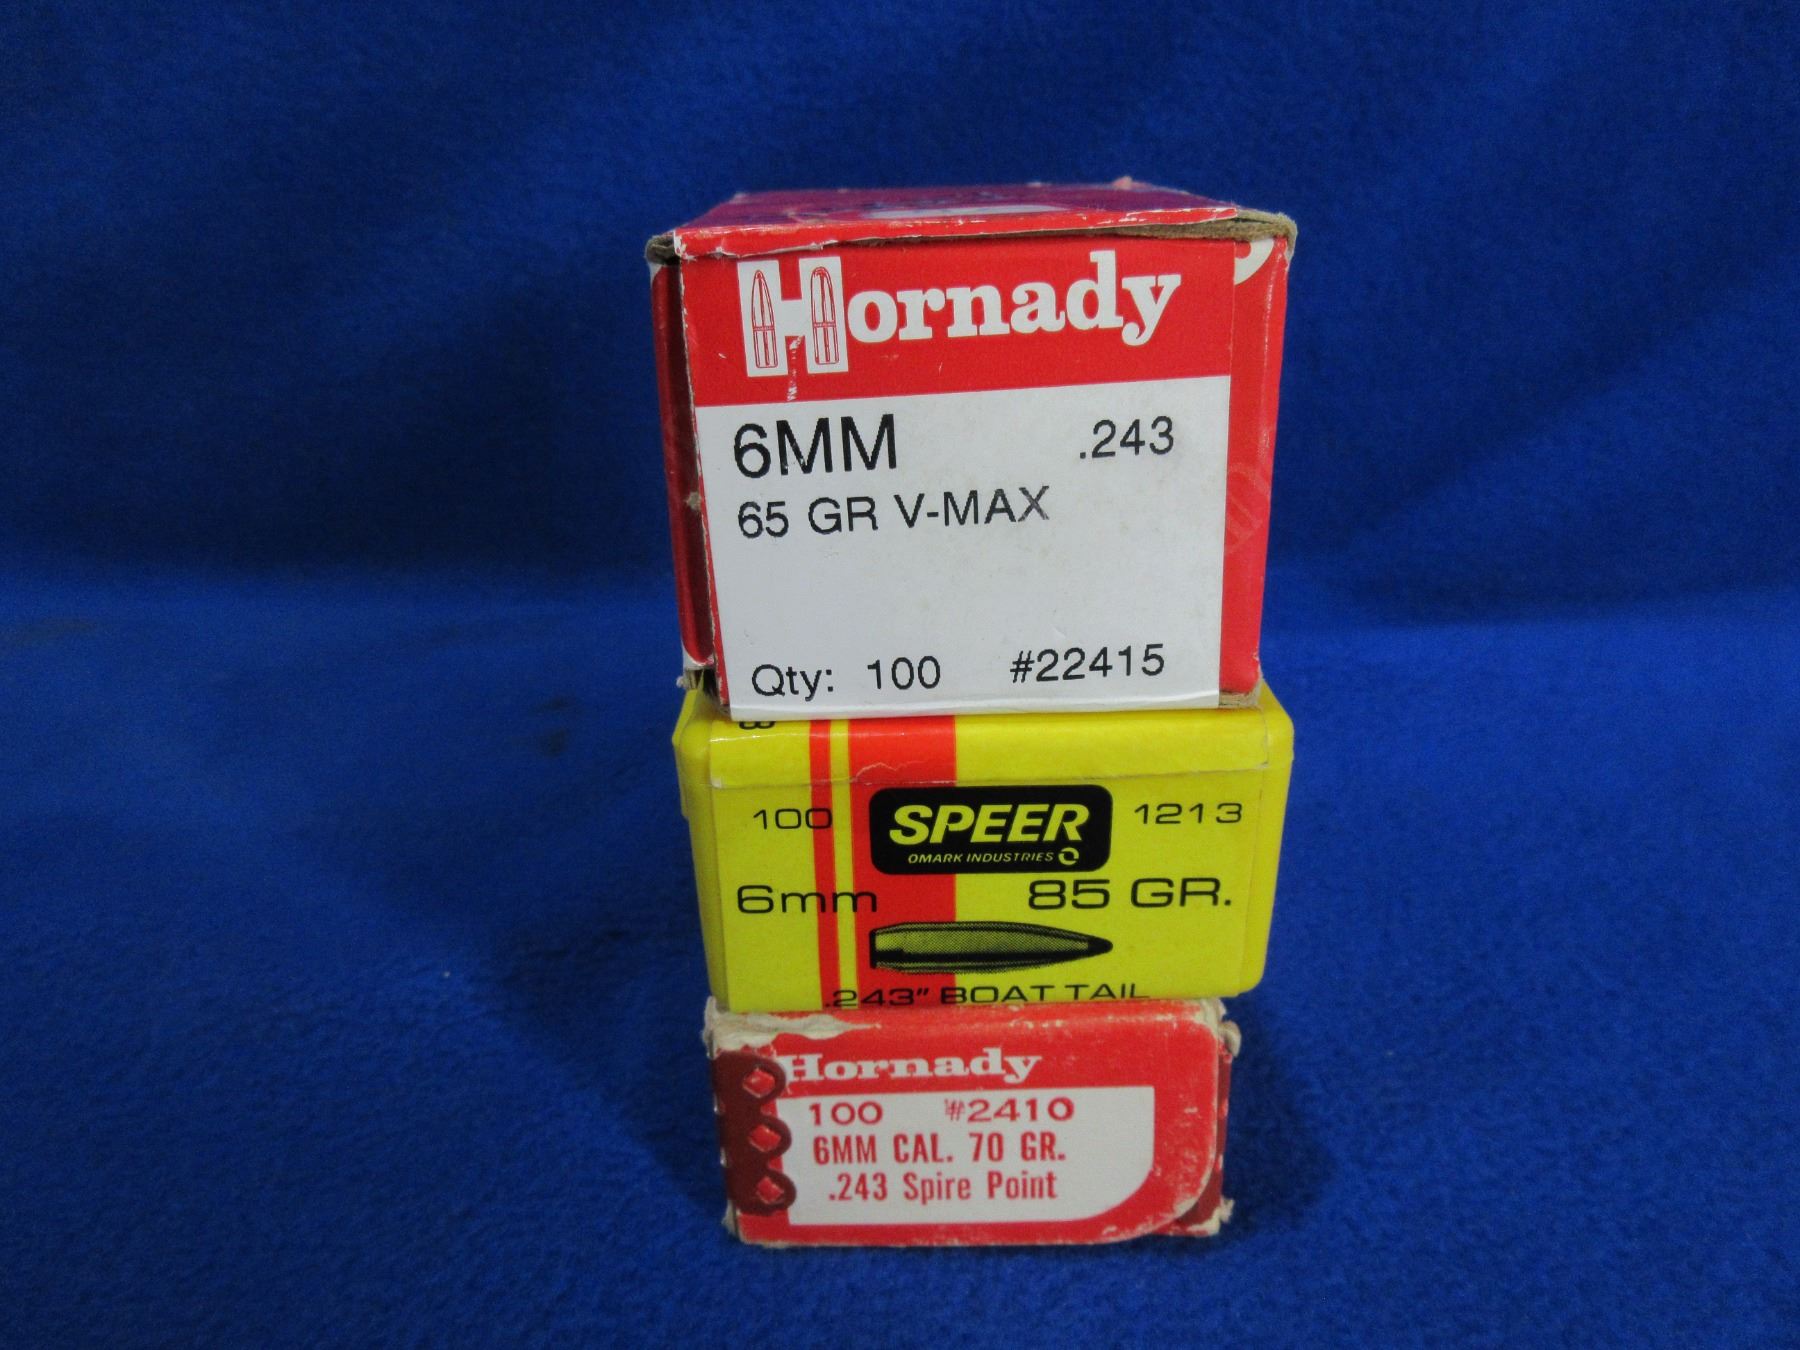 Hornady
6MM .243
65 GR V-MAX
Qty: 100 #22415
8
100 SPEER 1213
OMARK INDUSTRIES
6mm 85 GR.
.243” BOAT TAIL
Hornady
100 #2410
6MM CAL. 70 GR.
.243 Spire Point